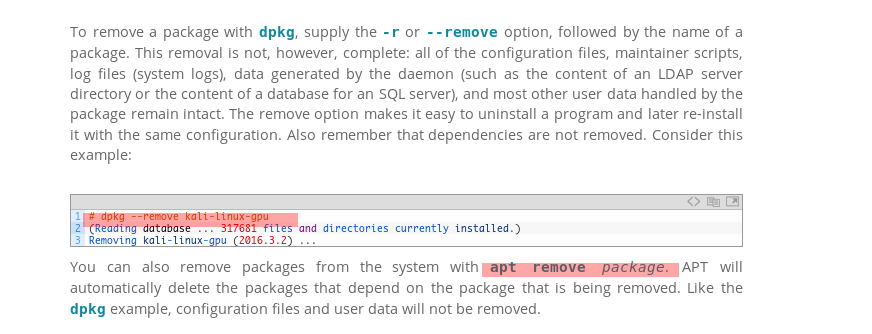 To remove a package with dpkg, supply the -r or --remove option, followed by the name of a
package. This removal is not, however, complete: all of the configuration files, maintainer scripts,
log files (system logs), data generated by the daemon (such as the content of an LDAP server
directory or the content of a database for an SQL server), and most other user data handled by the
package remain intact. The remove option makes it easy to uninstall a program and later re-install
it with the same configuration. Also remember that dependencies are not removed. Consider this
example:
1 # dpkg --remove kali-linux-gpu
2 (Reading database ... 317681 files and directories currently installed.)
3 Removing kali-linux-gpu (2016.3.2) ...
You can also remove packages from the system with apt remove package. APT will
automatically delete the packages that depend on the package that is being removed. Like the
dpkg example, configuration files and user data will not be removed.